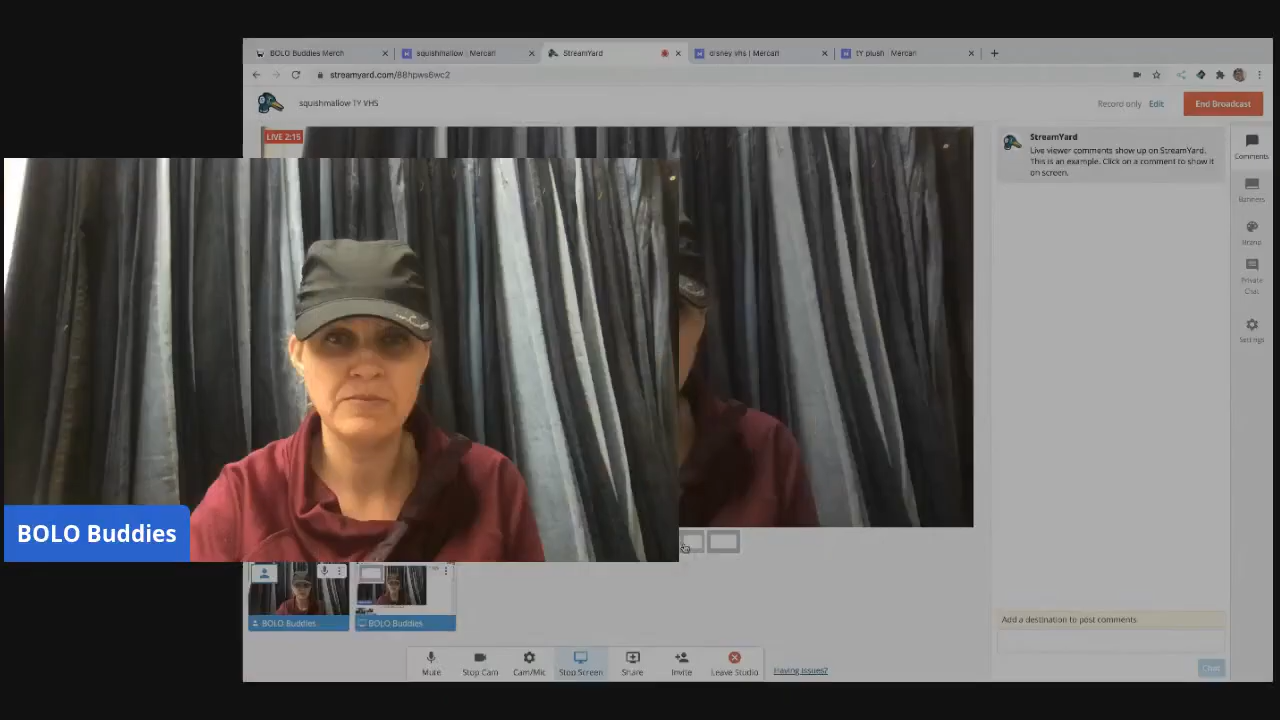 BOLO Buddies Merch
squishmallow | Mercari
StreamYard
disney vhs | Mercari
tY plush - Mercari
streamyard.com/88hpws6wc2
squishmallow TY VHS
Record only
Edit
End Broadcast
LIVE 2:15
StreamYard
Live viewer comments show up on StreamYard.
This is an example. Click on a comment to show it
on screen.
Comments
Banners
Brand
Private
Chat
Settings
BOLO Buddies
BOLO Buddies
BOLO Buddies
Add a destination to post comments
Chat
Mute
Stop Cam
Cam/Mic
Stop Screen
Share
Invite
Leave Studio
Having issues?